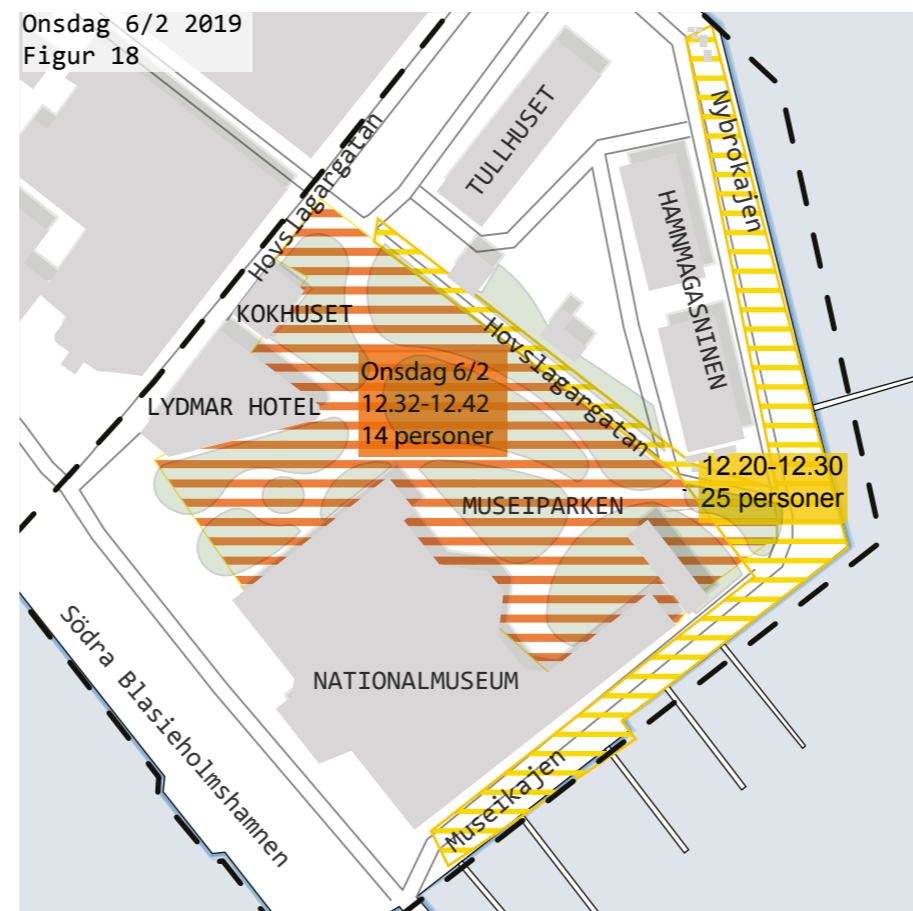 Onsdag 6/2 2019
Figur 18
TULLHUSET
Nybrokajen
Hovslagargatan
HAMNMAGASNINEN
KOKHUSET
Hovslagargatan
Onsdag 6/2
12.32-12.42
14 personer
LYDMAR HOTEL
12.20-12.30
25 personer
MUSEIPARKEN
Södra Blasieholmshamnen
NATIONALMUSEUM
Museikajen